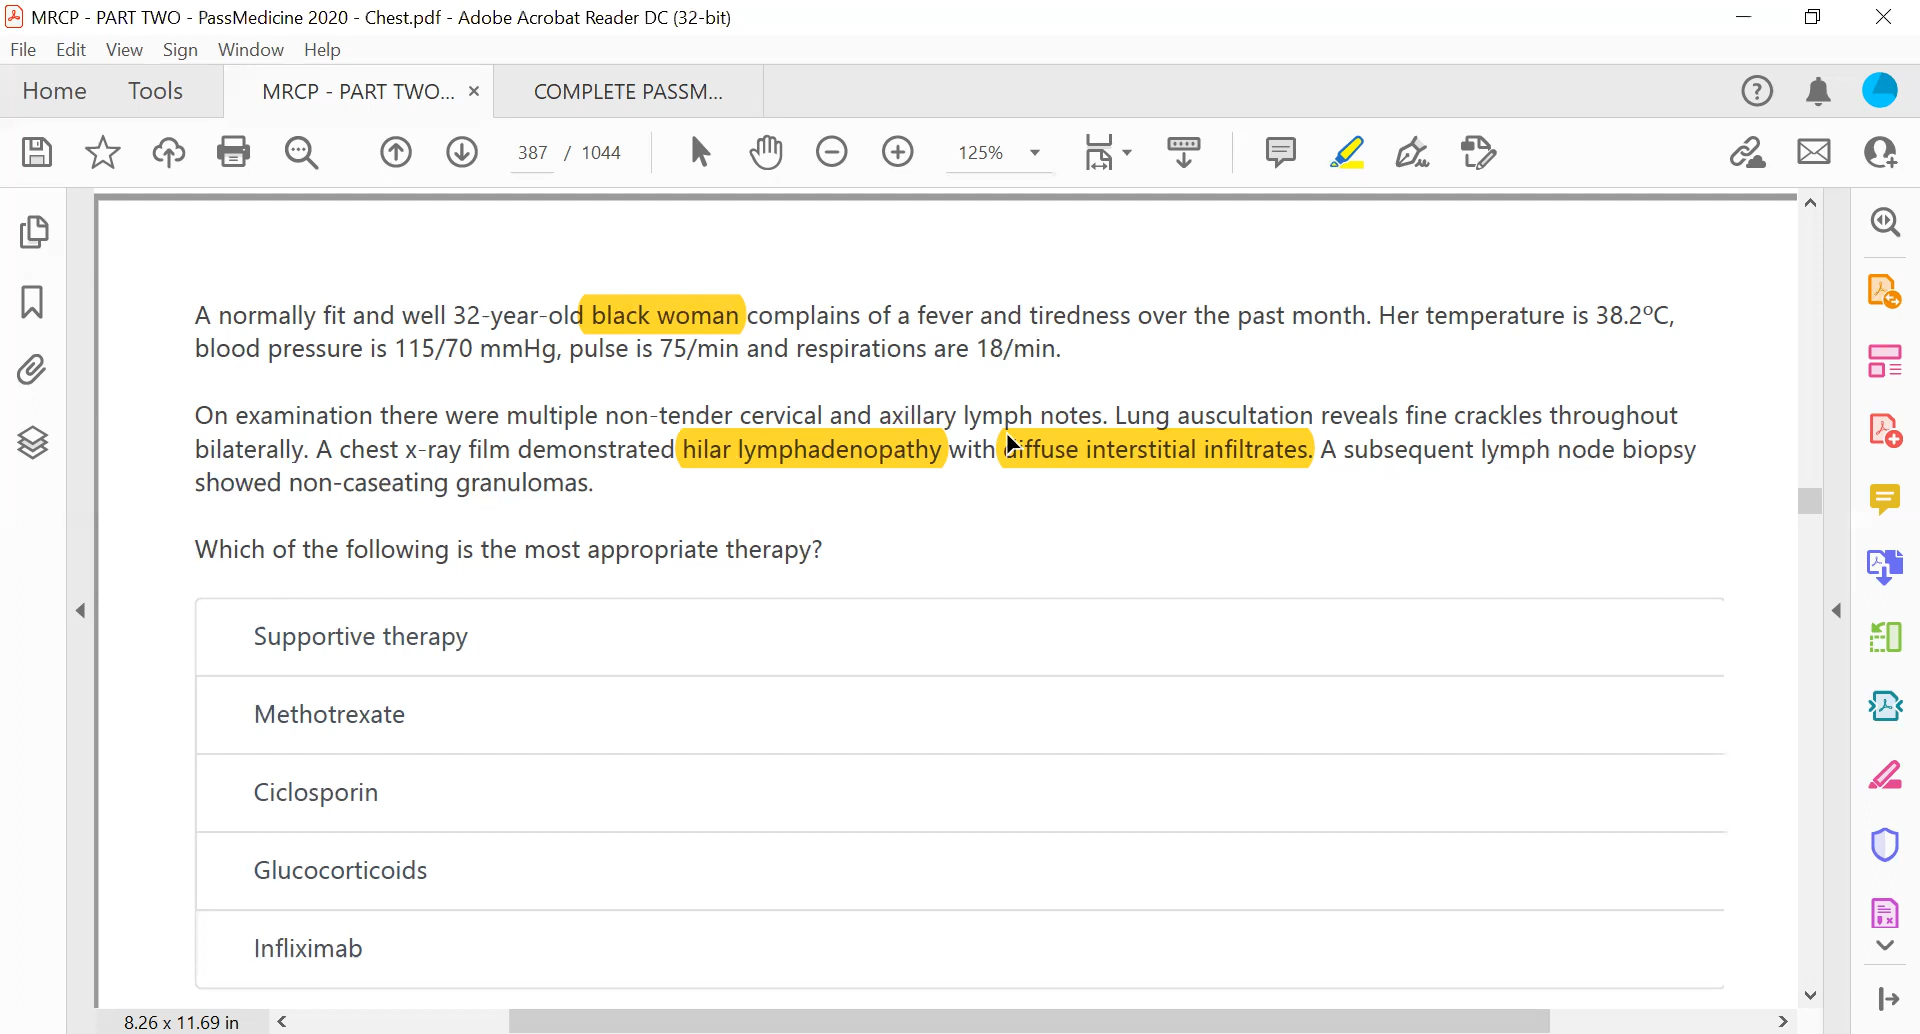 MRCP - PART TWO - PassMedicine 2020 - Chest.pdf - Adobe Acrobat Reader DC (32-bit)
File Edit View Sign Window Help
Home Tools MRCP - PART TWO... × COMPLETE PASSM...
387 / 1044 125%
A normally fit and well 32-year-old black woman complains of a fever and tiredness over the past month. Her temperature is 38.2ºC,
blood pressure is 115/70 mmHg, pulse is 75/min and respirations are 18/min.
On examination there were multiple non-tender cervical and axillary lymph notes. Lung auscultation reveals fine crackles throughout
bilaterally. A chest x-ray film demonstrated hilar lymphadenopathy with diffuse interstitial infiltrates. A subsequent lymph node biopsy
showed non-caseating granulomas.
Which of the following is the most appropriate therapy?
Supportive therapy
Methotrexate
Ciclosporin
Glucocorticoids
Infliximab
8.26 x 11.69 in